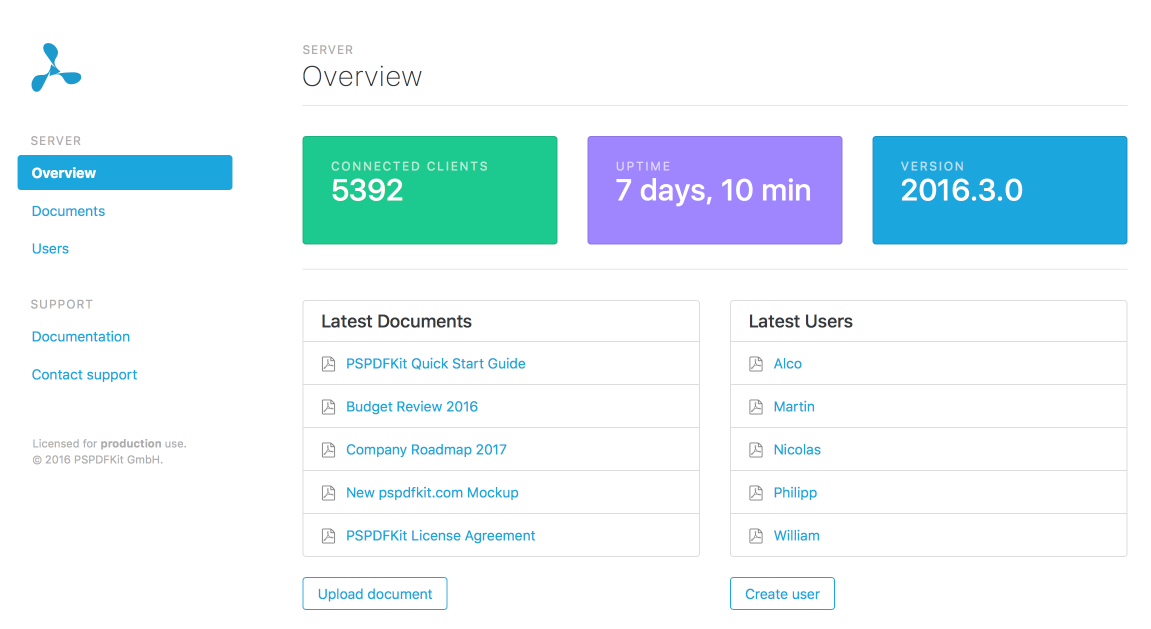 SERVER
Overview
Documents
Users
SUPPORT
Documentation
Contact support
Licensed for production use.
© 2016 PSPDFKit GmbH.
SERVER
Overview
CONNECTED CLIENTS
5392
UPTIME
7 days, 10 min
VERSION
2016.3.0
Latest Documents
PSPDFKit Quick Start Guide
Budget Review 2016
Company Roadmap 2017
New pspdfkit.com Mockup
PSPDFKit License Agreement
Upload document
Latest Users
Alco
Martin
Nicolas
Philipp
William
Create user